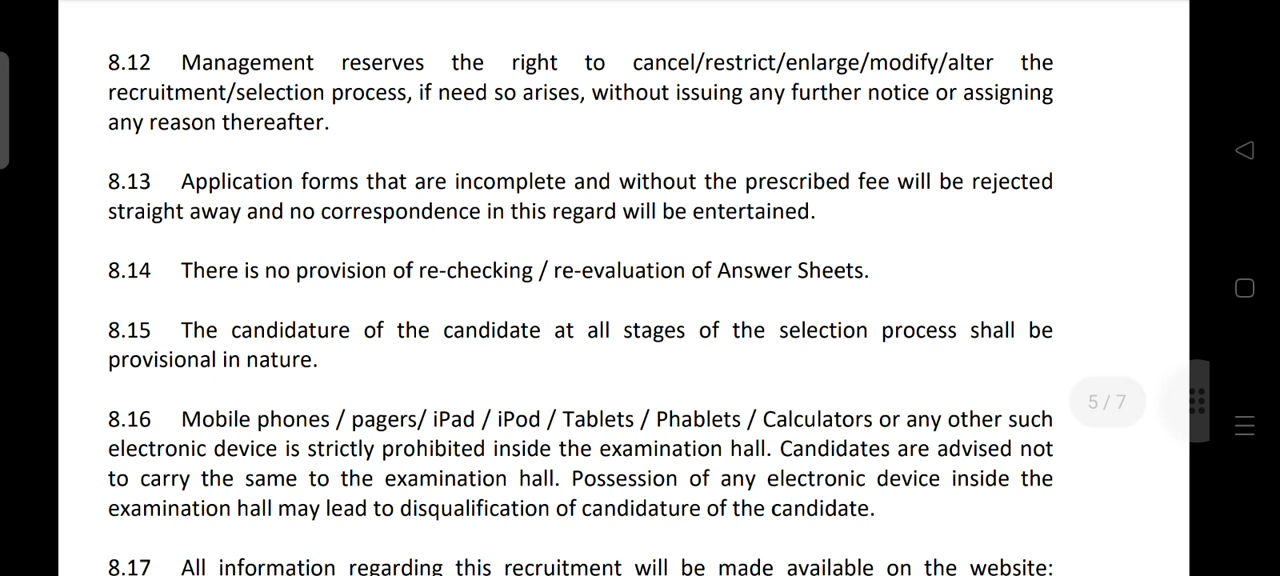 8.12 Management reserves the right to cancel/restrict/enlarge/modify/alter the
recruitment/selection process, if need so arises, without issuing any further notice or assigning
any reason thereafter.
8.13 Application forms that are incomplete and without the prescribed fee will be rejected
straight away and no correspondence in this regard will be entertained.
8.14 There is no provision of re-checking / re-evaluation of Answer Sheets.
8.15 The candidature of the candidate at all stages of the selection process shall be
provisional in nature.
5 / 7
8.16 Mobile phones / pagers/ iPad / iPod / Tablets / Phablets / Calculators or any other such
electronic device is strictly prohibited inside the examination hall. Candidates are advised not
to carry the same to the examination hall. Possession of any electronic device inside the
examination hall may lead to disqualification of candidature of the candidate.
8.17 All information regarding this recruitment will be made available on the website: